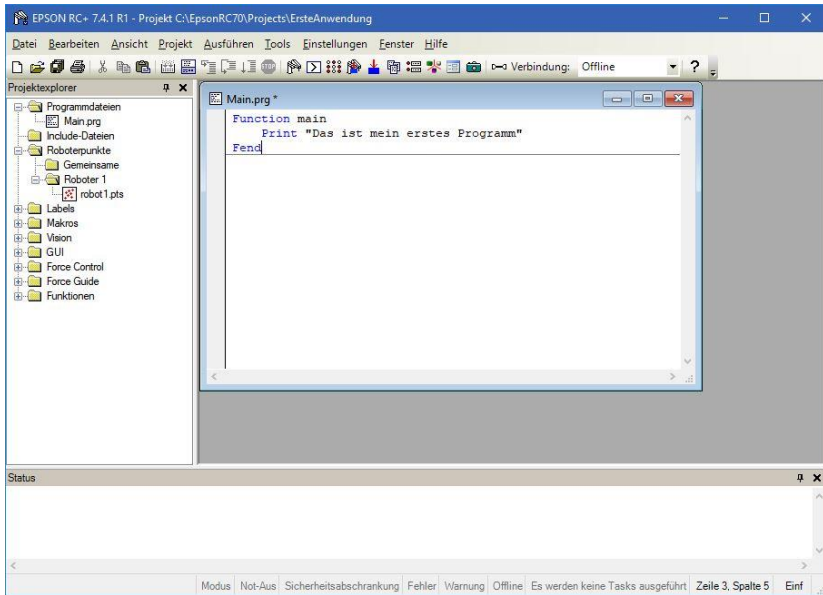 EPSON RC+ 7.4.1 R1 - Projekt C:\EpsonRC70\Projects\ErsteAnwendung
Datei Bearbeiten Ansicht Projekt Ausführen Tools Einstellungen Fenster Hilfe
Verbindung: Offline
Projektexplorer
Programmdateien
Main.prg
Include-Dateien
Roboterpunkte
Gemeinsame
Roboter 1
robot1.pts
Labels
Makros
Vision
GUI
Force Control
Force Guide
Funktionen
Main.prg *
Function main
Print "Das ist mein erstes Programm"
Fend
Status
Modus Not-Aus Sicherheitsabschrankung Fehler Warnung Offline Es werden keine Tasks ausgeführt Zeile 3, Spalte 5 Einf